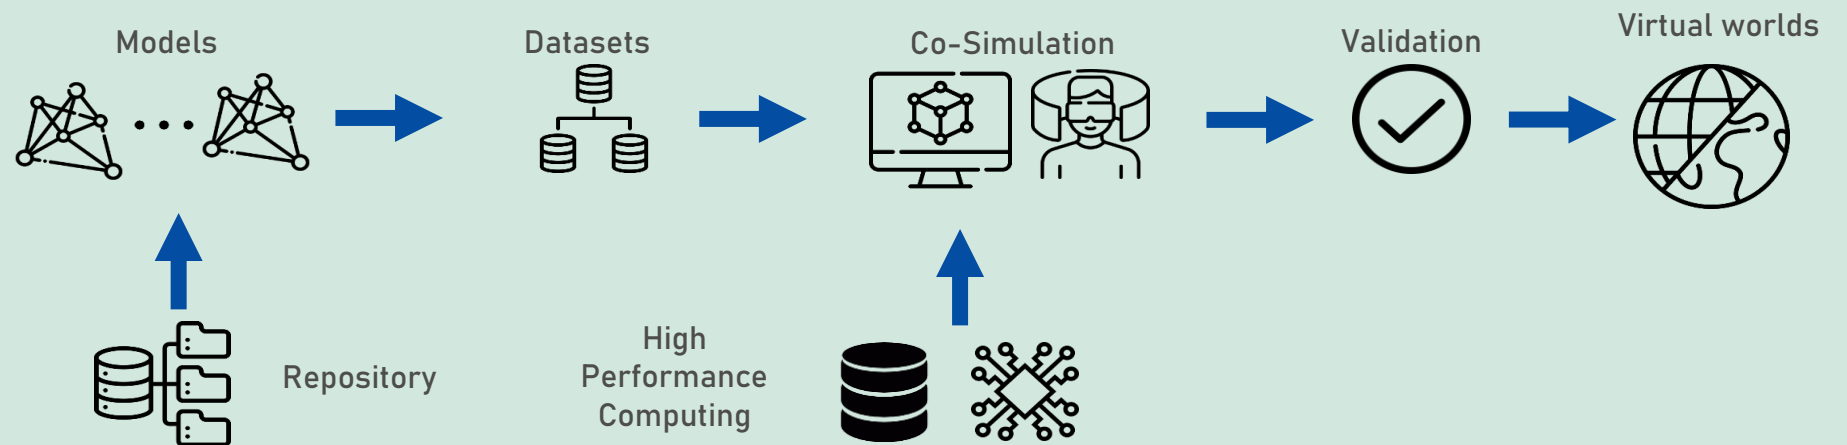 Models
Datasets
Co-Simulation
Validation
Virtual worlds
Repository
High
Performance
Computing